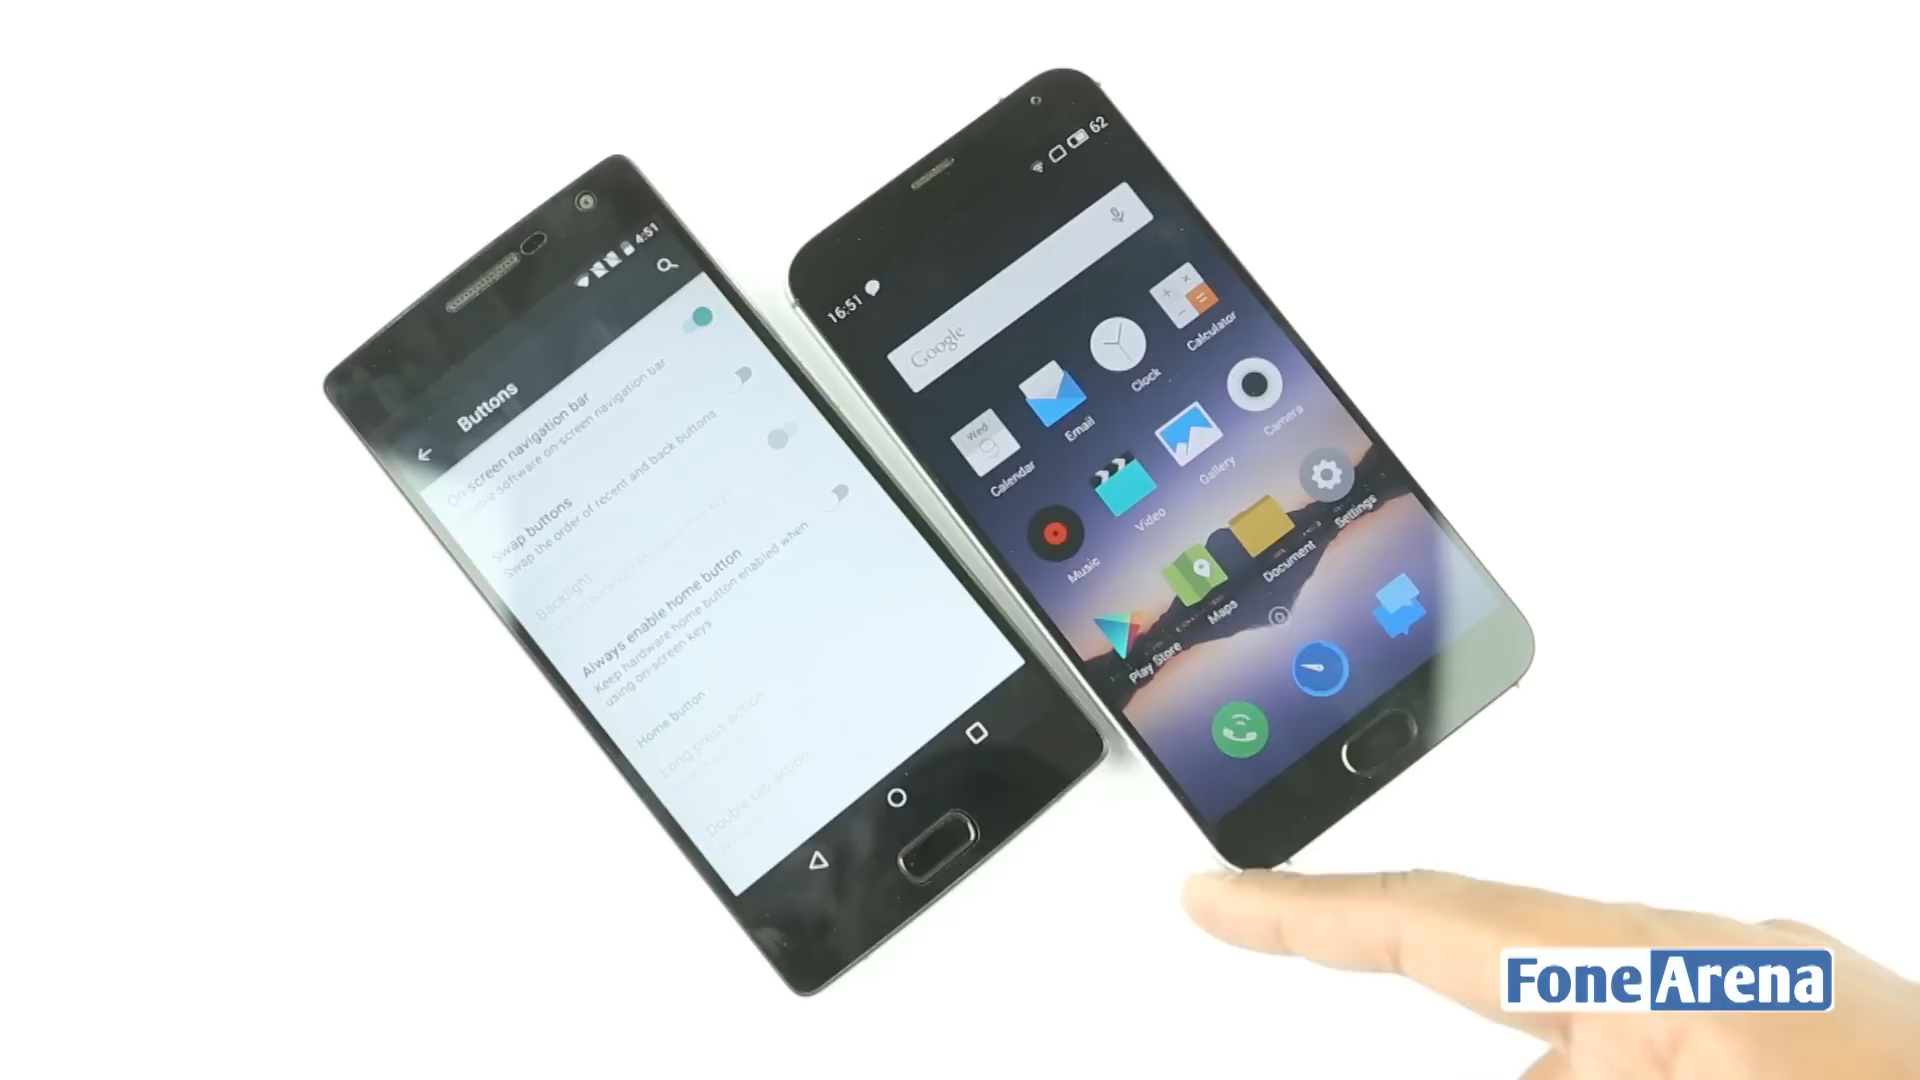 4:51
Buttons
On-screen navigation bar
Enable software on-screen navigation bar
Swap buttons
Swap the order of recent and back buttons
Backlight
Always enable home button
Keep hardware home button enabled when
using on-screen keys
Home button
Long press action
Double tap action
16:51
62
Google
Wed
9
Calendar
Email
Clock
Calculator
Music
Video
Gallery
Camera
Play Store
Maps
Document
Settings
FoneArena